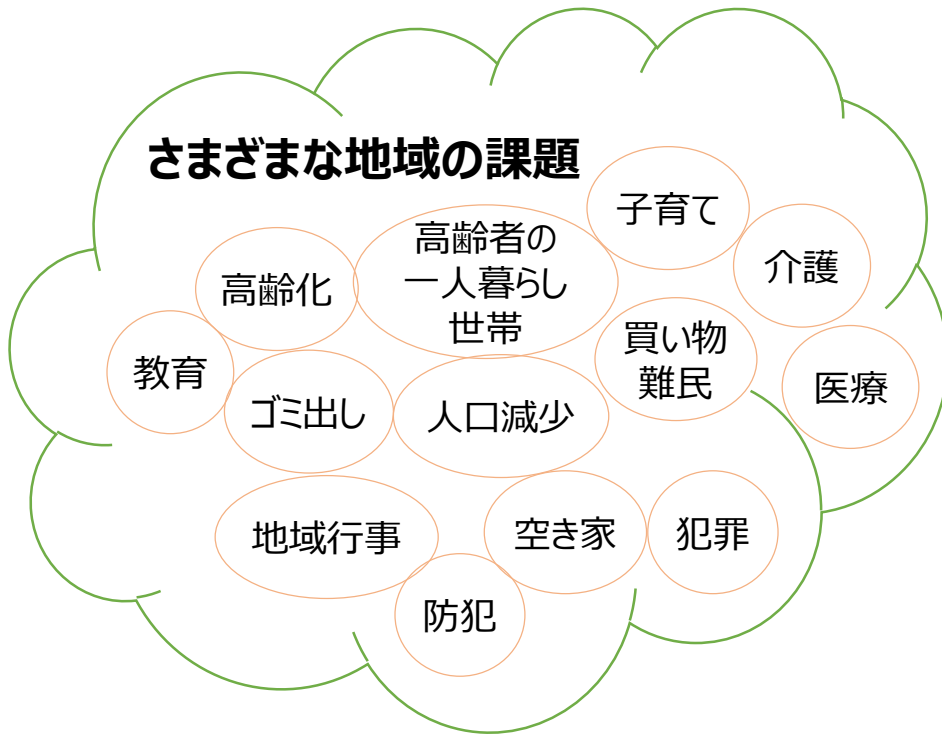 さまざまな地域の課題
子育て
高齢者の
一人暮らし
世帯
介護
高齢化
買い物
難民
教育
医療
ゴミ出し
人口減少
地域行事
空き家
犯罪
防犯